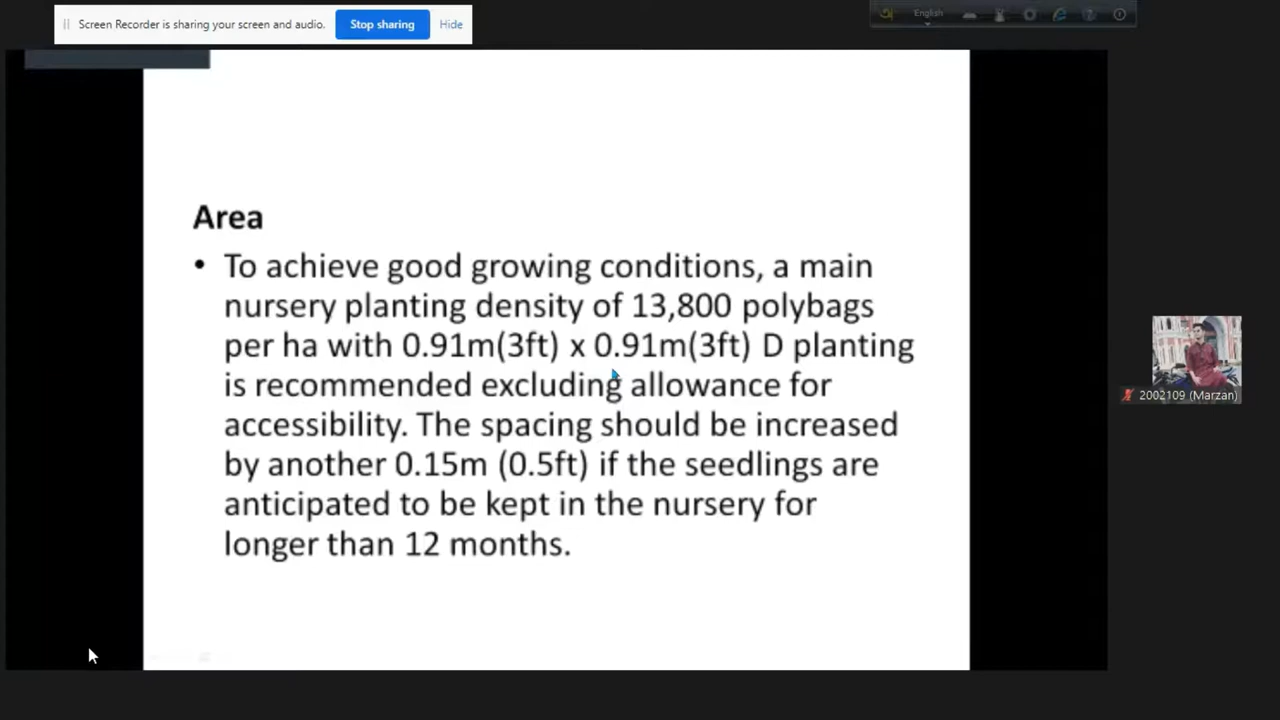 Screen Recorder is sharing your screen and audio.
Stop sharing
Hide
English
Area
• To achieve good growing conditions, a main
nursery planting density of 13,800 polybags
per ha with 0.91m(3ft) x 0.91m(3ft) D planting
is recommended excluding allowance for
accessibility. The spacing should be increased
by another 0.15m (0.5ft) if the seedlings are
anticipated to be kept in the nursery for
longer than 12 months.
2002109 (Marzan)